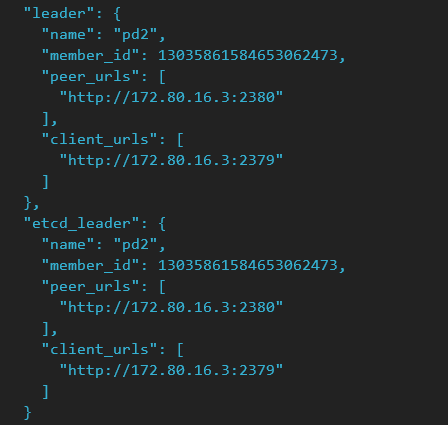 "leader": {
  "name": "pd2",
  "member_id": 13035861584653062473,
  "peer_urls": [
    "http://172.80.16.3:2380"
  ],
  "client_urls": [
    "http://172.80.16.3:2379"
  ]
},
"etcd_leader": {
  "name": "pd2",
  "member_id": 13035861584653062473,
  "peer_urls": [
    "http://172.80.16.3:2380"
  ],
  "client_urls": [
    "http://172.80.16.3:2379"
  ]
}